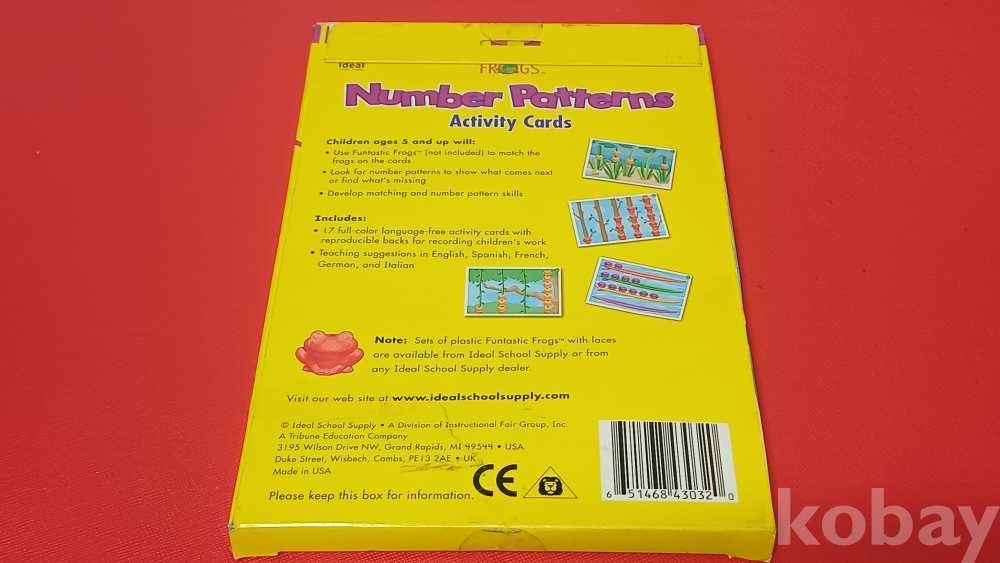 ideal
FROGS™
Number Patterns
Activity Cards
Children ages 5 and up will:
• Use Funtastic Frogs™ (not included) to match the
frogs on the cards
• Look for number patterns to show what comes next
or find what's missing
• Develop matching and number pattern skills
Includes:
• 17 full-color language-free activity cards with
reproducible backs for recording children's work
• Teaching suggestions in English, Spanish, French,
German, and Italian
Note: Sets of plastic Funtastic Frogs™ with laces
are available from Ideal School Supply or from
any Ideal School Supply dealer.
Visit our web site at www.idealschoolsupply.com
© Ideal School Supply • A Division of Instructional Fair Group, Inc.
A Tribune Education Company
3195 Wilson Drive NW, Grand Rapids, MI 49544 • USA
Duke Street, Wisbech, Cambs, PE13 2AE • UK
Made in USA
Please keep this box for information.
CE
6 51468 43032 0
kobay